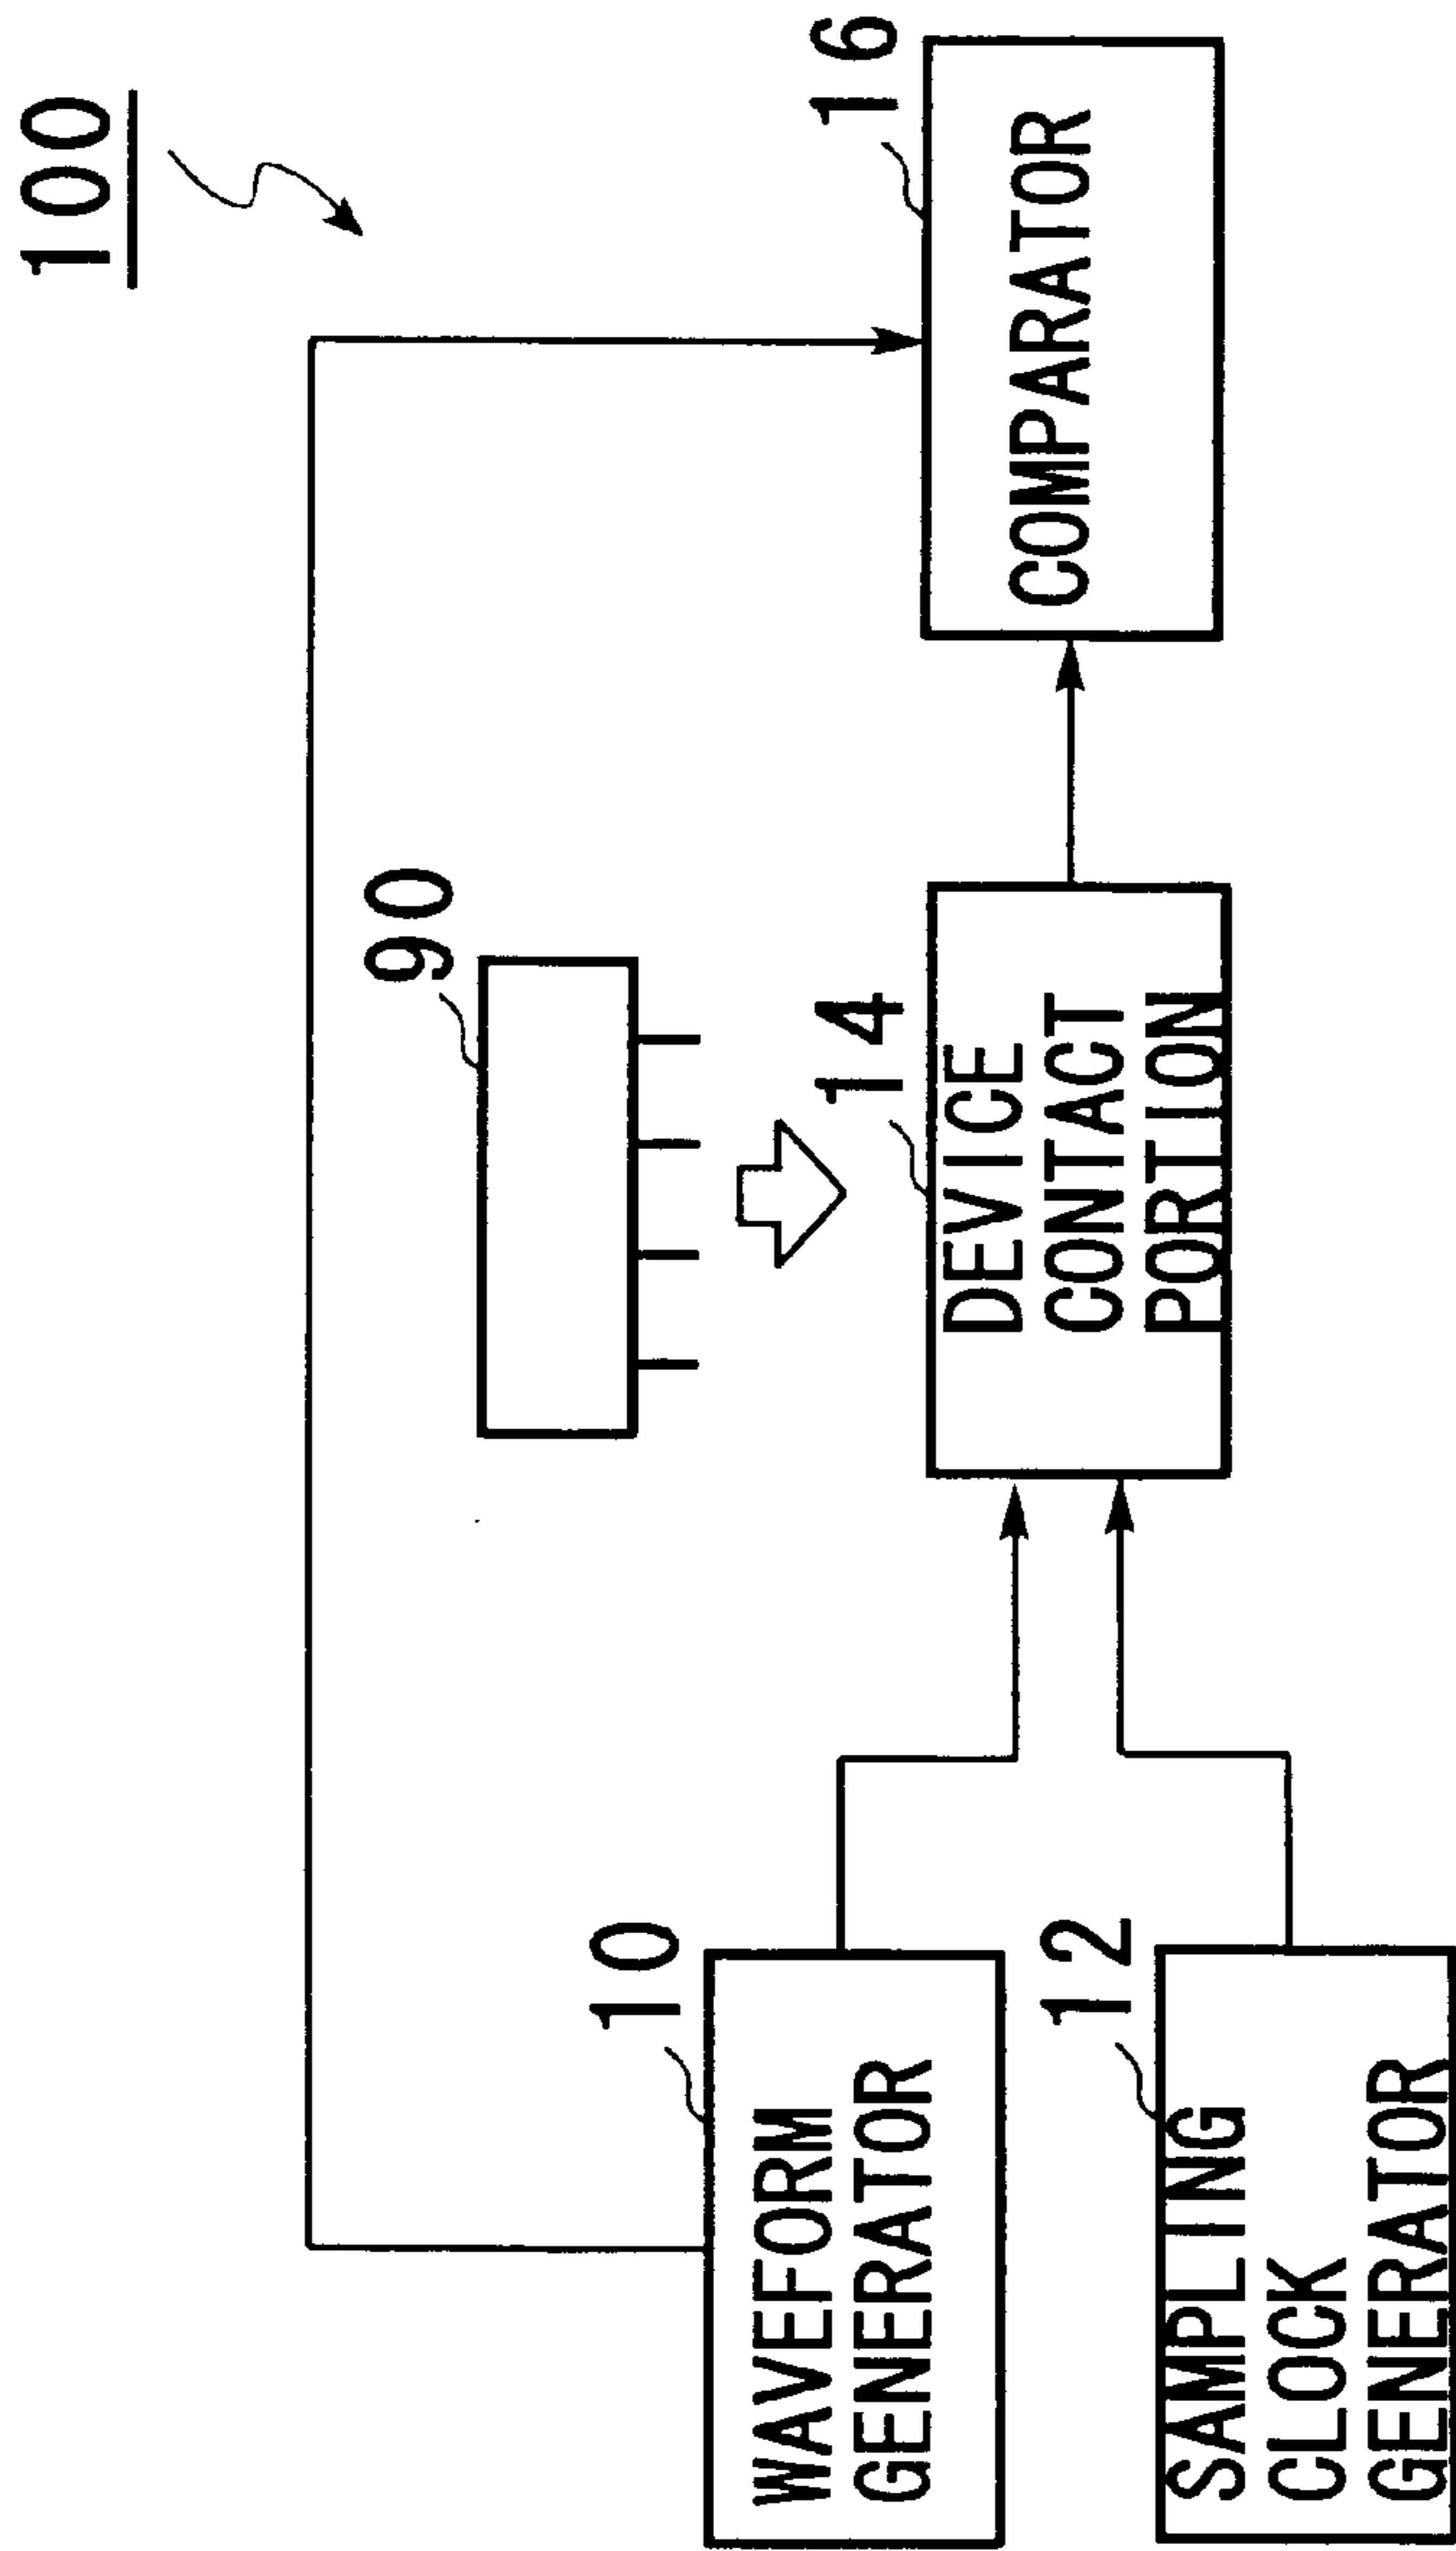 100
90
10
WAVEFORM
GENERATOR
14
DEVICE
CONTACT
PORTION
16
COMPARATOR
12
SAMPLING
CLOCK
GENERATOR